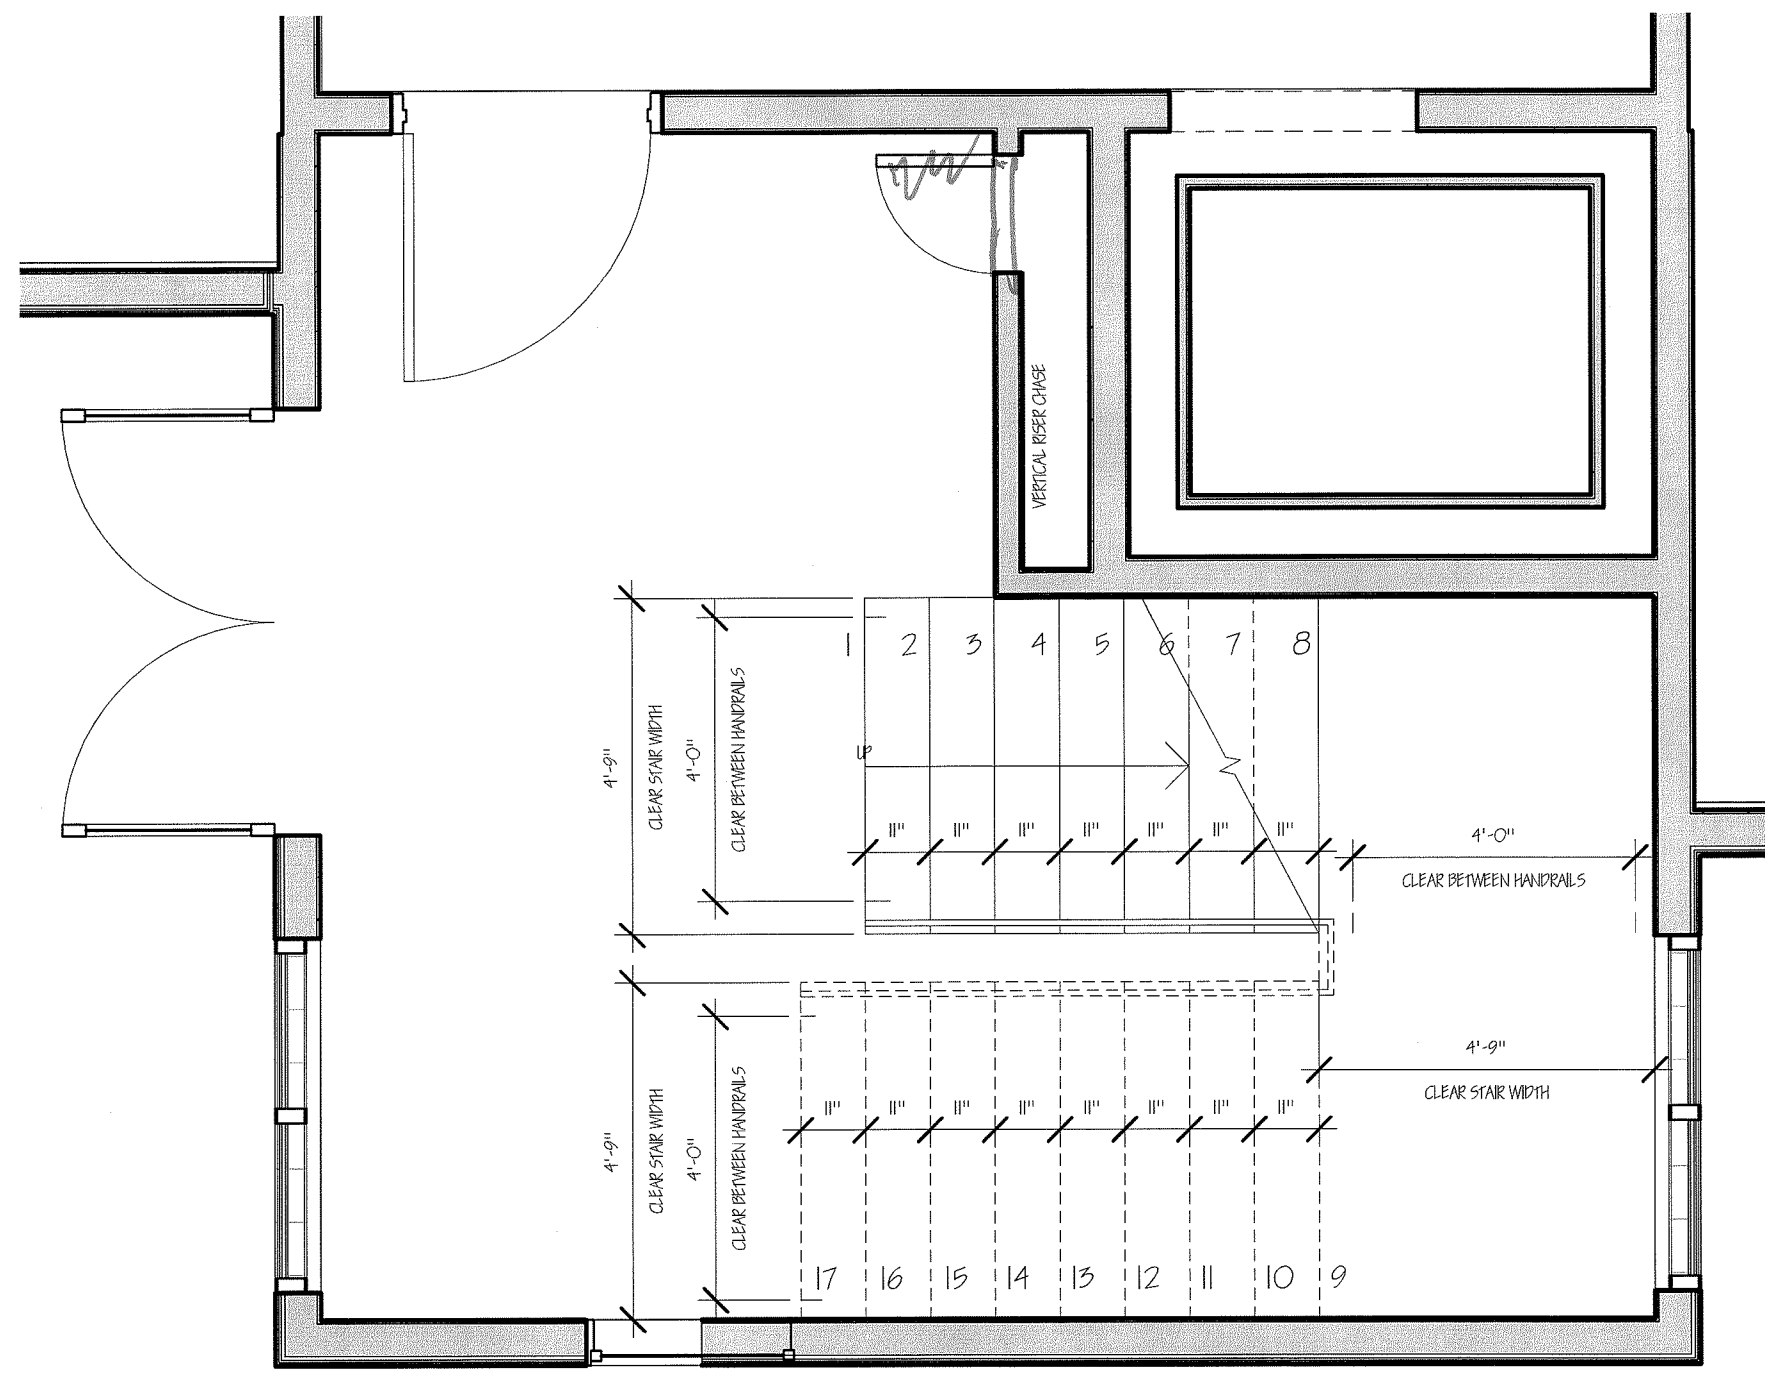 VERTICAL RISER CHASE
1 2 3 4 5 6 7 8
4'-9"
CLEAR STAIR WIDTH
4'-0"
CLEAR BETWEEN HANDRAILS
UP
11" 11" 11" 11" 11" 11" 11"
4'-0"
CLEAR BETWEEN HANDRAILS
4'-9"
CLEAR STAIR WIDTH
4'-9"
CLEAR STAIR WIDTH
4'-0"
CLEAR BETWEEN HANDRAILS
11" 11" 11" 11" 11" 11" 11" 11"
17 16 15 14 13 12 11 10 9